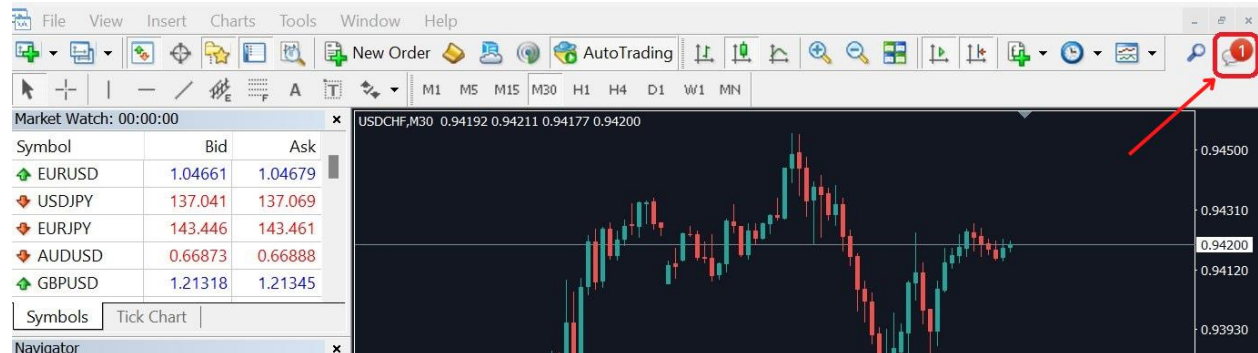 File View Insert Charts Tools Window Help
New Order AutoTrading 1
E F A T M1 M5 M15 M30 H1 H4 D1 W1 MN
Market Watch: 00:00:00
USDCHF,M30 0.94192 0.94211 0.94177 0.94200
Symbol Bid Ask
EURUSD 1.04661 1.04679
USDJPY 137.041 137.069
EURJPY 143.446 143.461
AUDUSD 0.66873 0.66888
GBPUSD 1.21318 1.21345
Symbols Tick Chart
Navigator
0.94500
0.94310
0.94200
0.94120
0.93930